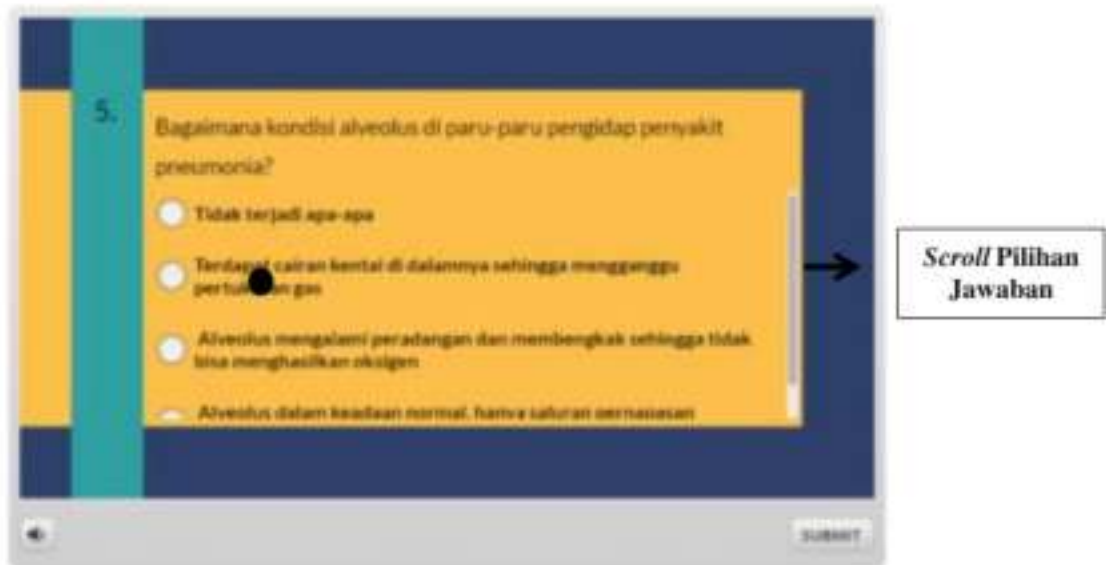 5.
Bagaimana kondisi alveolus di paru-paru pengidap penyakit
pneumonia?
Tidak terjadi apa-apa
Terdapat cairan kental di dalamnya sehingga mengganggu
gas
Alveolus mengalami peradangan dan membengkak sehingga tidak
bisa menghasilkan oksigen
Alveolus dalam keadaan normal, hanya saluran pernapasan
SUBMIT
Scroll Pilihan
Jawaban